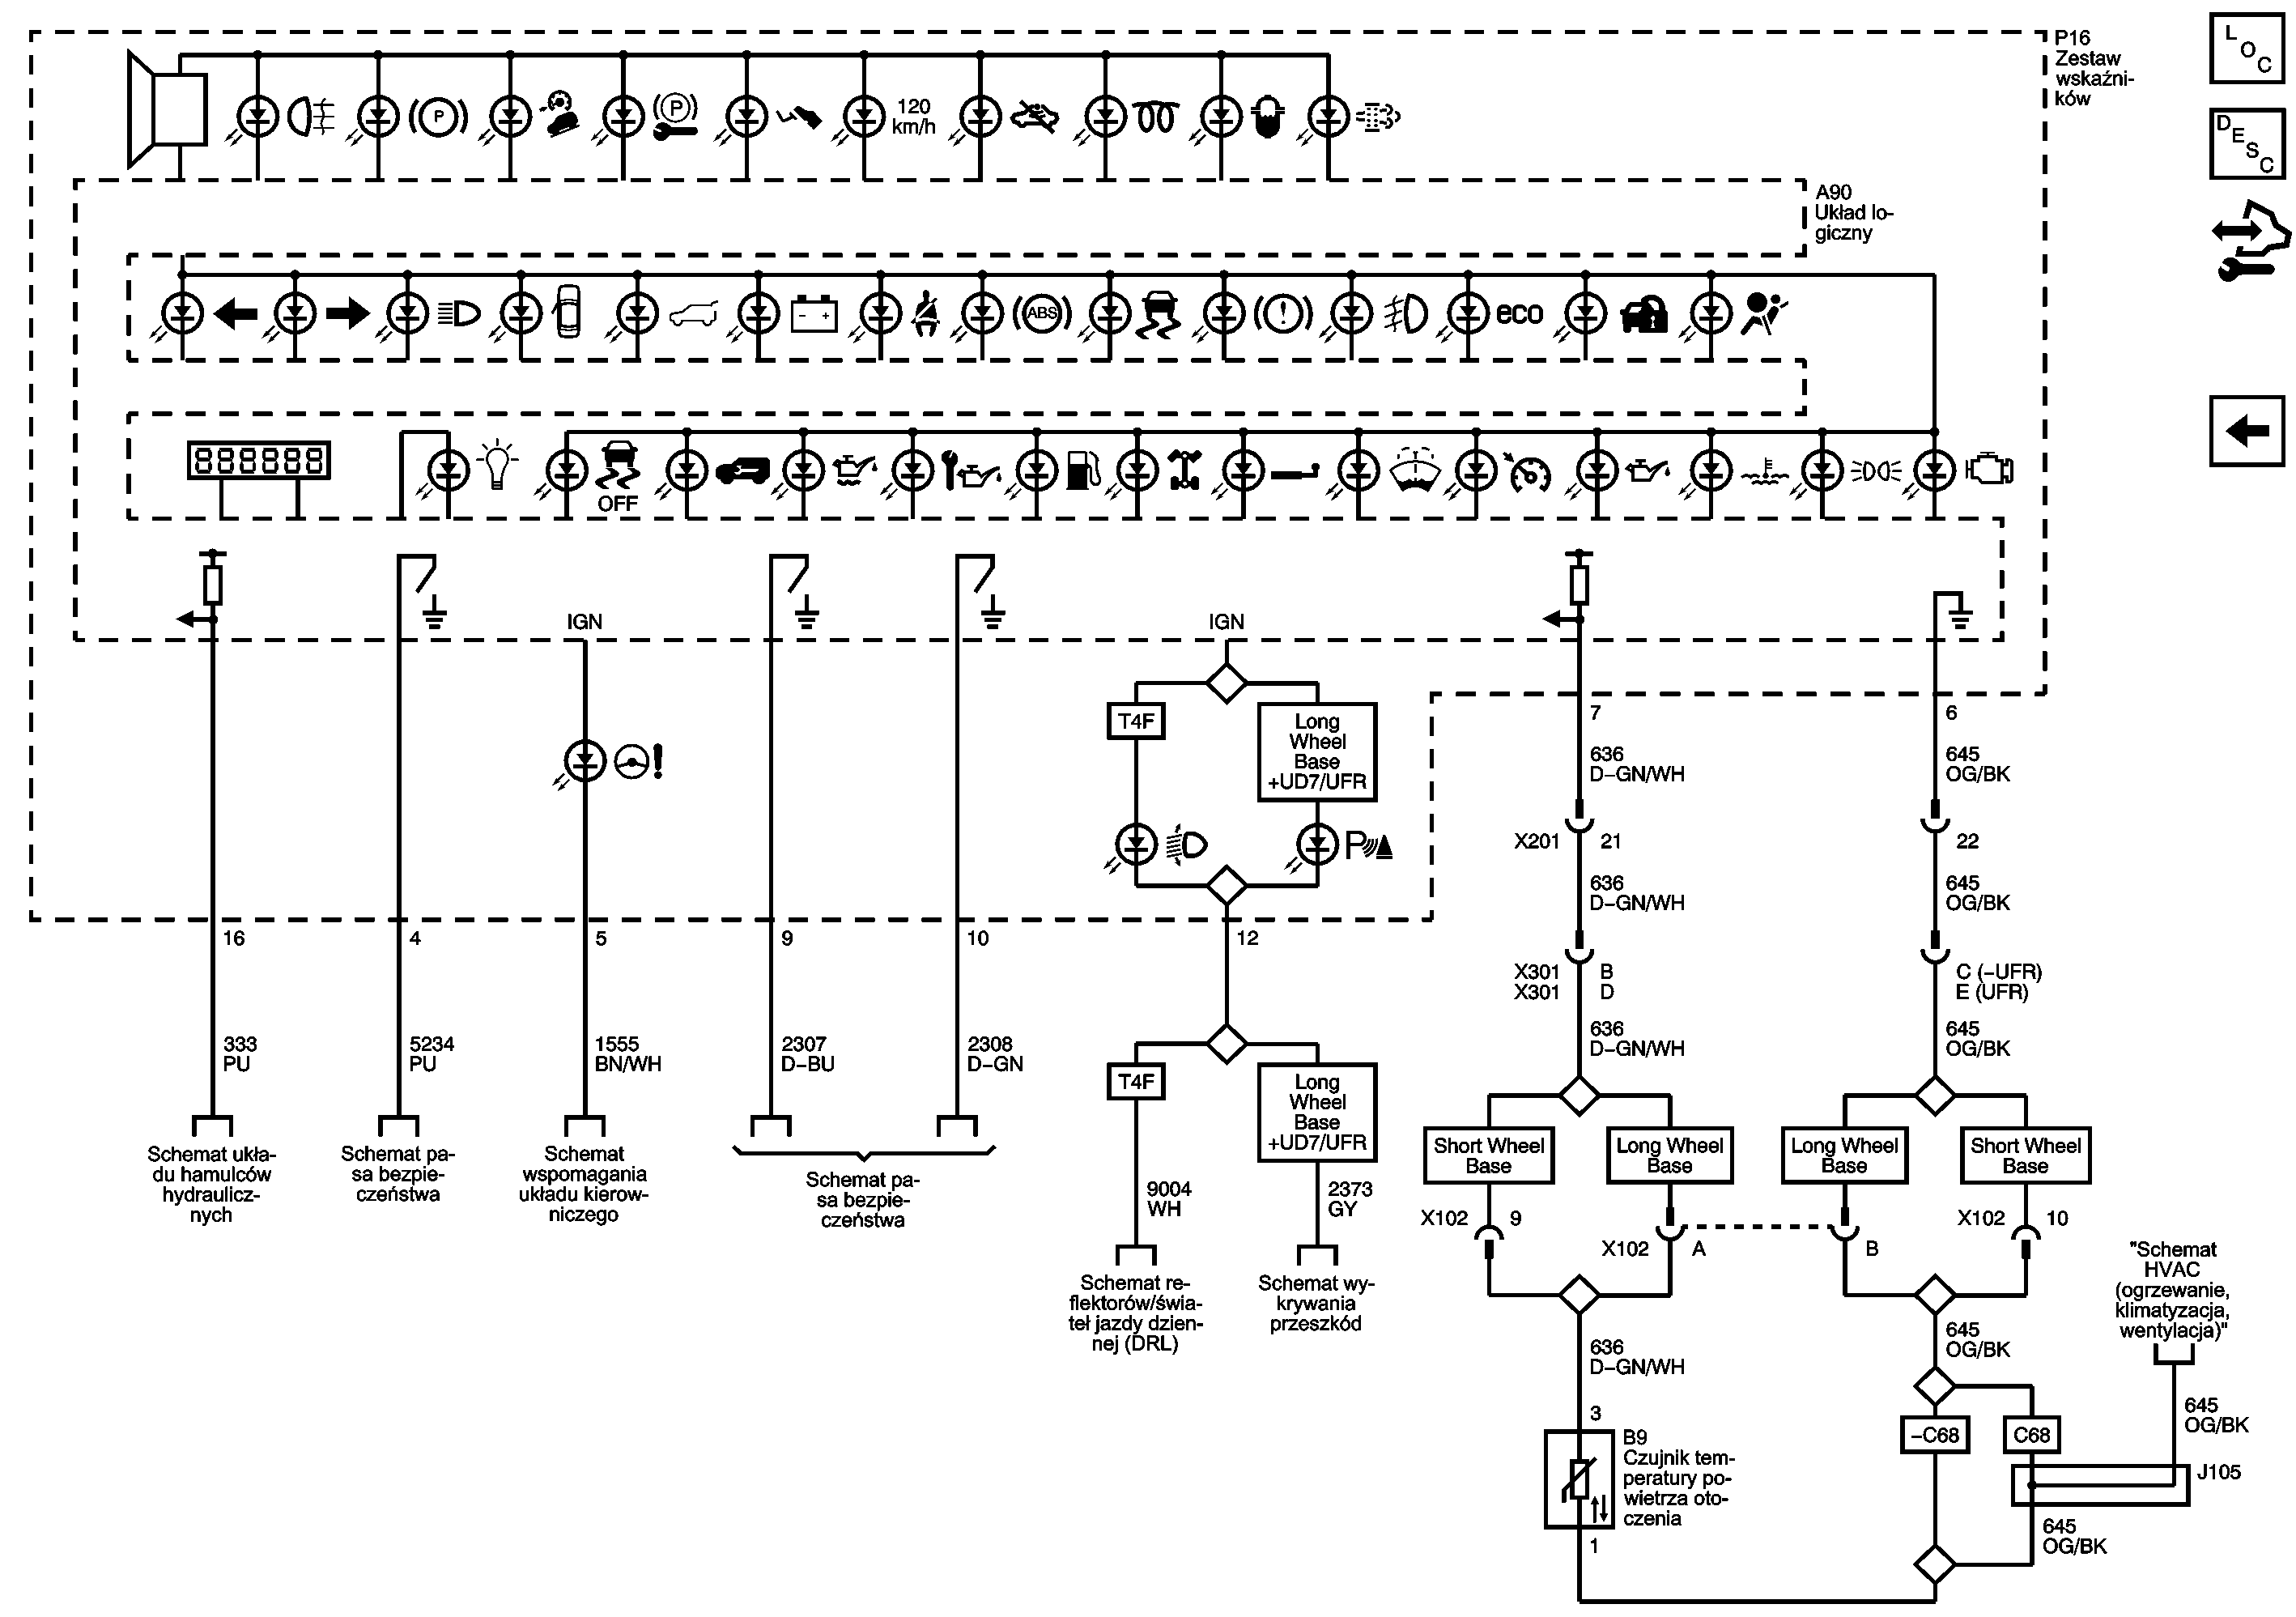 P16
Zestaw
wskaźni-
ków
L
O
C
D
E
S
C
P
P
120
km/h
A90
Układ lo-
giczny
ABS
!
eco
888888
OFF
IGN
IGN
T4F
Long
Wheel
Base
+UD7/UFR
P
7
6
636
D-GN/WH
645
OG/BK
X201
21
22
636
D-GN/WH
645
OG/BK
16
4
5
9
10
12
X301
B
X301
D
C (-UFR)
E (UFR)
333
PU
5234
PU
1555
BN/WH
2307
D-BU
2308
D-GN
636
D-GN/WH
645
OG/BK
T4F
Long
Wheel
Base
+UD7/UFR
Schemat ukła-
du hamulców
hydraulicz-
nych
Schemat pa-
sa bezpie-
czeństwa
Schemat
wspomagania
układu kierow-
niczego
Schemat pa-
sa bezpie-
czeństwa
9004
WH
2373
GY
Short Wheel
Base
Long Wheel
Base
Long Wheel
Base
Short Wheel
Base
X102
9
X102
A
B
X102
10
Schemat re-
flektorów/świa-
teł jazdy dzien-
nej (DRL)
Schemat wy-
krywania
przeszkód
"Schemat
HVAC
(ogrzewanie,
klimatyzacja,
wentylacja)"
636
D-GN/WH
645
OG/BK
645
OG/BK
3
B9
Czujnik tem-
peratury po-
wietrza oto-
czenia
1
-C68
C68
J105
645
OG/BK